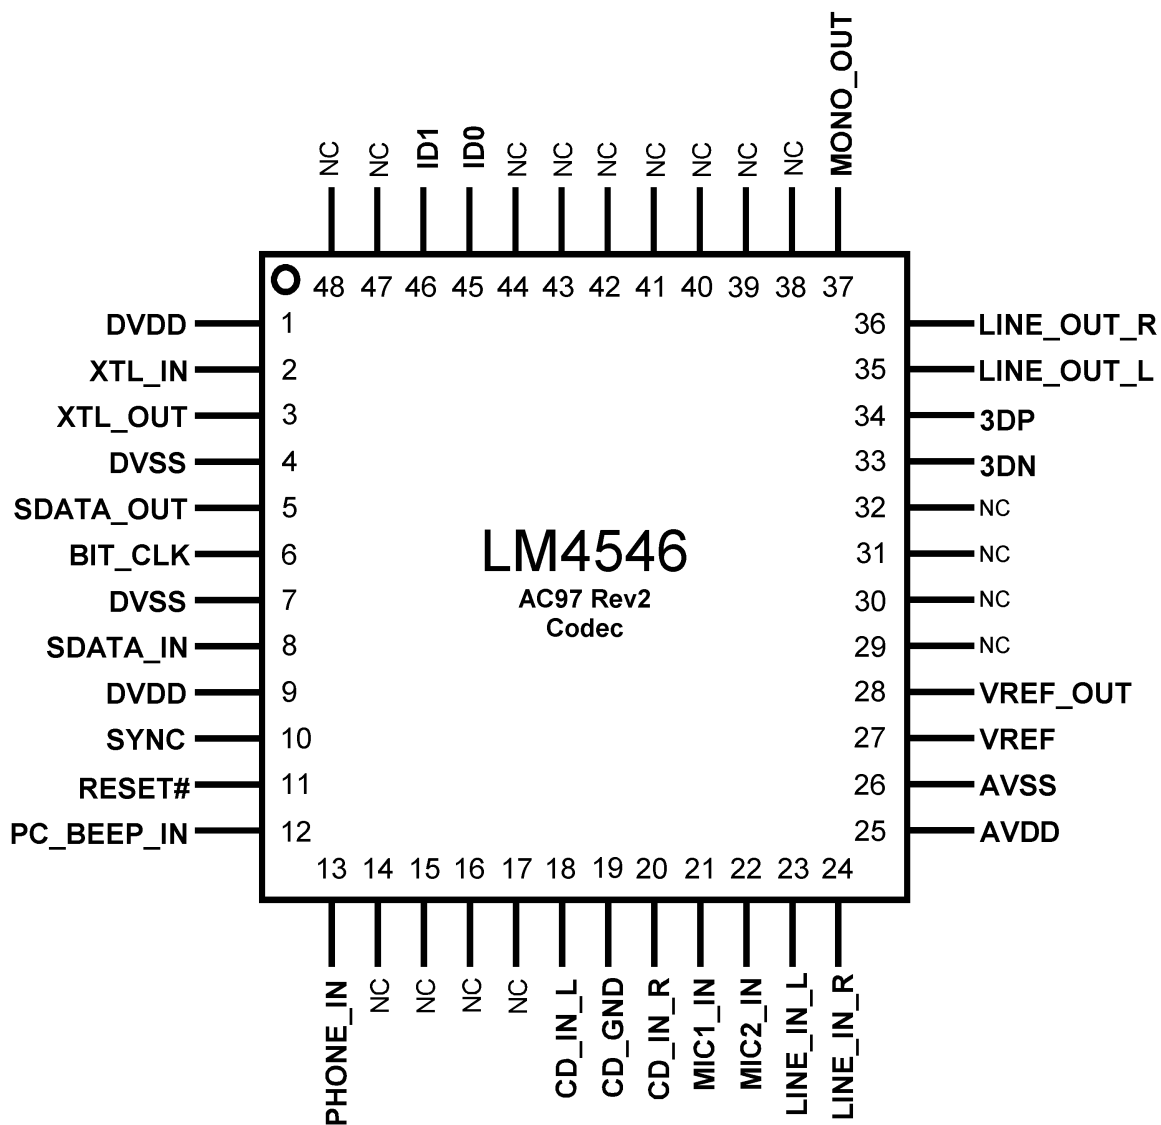 MONO_OUT
NC
NC
ID1
ID0
NC
NC
NC
NC
NC
NC
NC
48 47 46 45 44 43 42 41 40 39 38 37
DVDD 1 36 LINE_OUT_R
XTL_IN 2 35 LINE_OUT_L
XTL_OUT 3 34 3DP
DVSS 4 33 3DN
SDATA_OUT 5 32 NC
BIT_CLK 6 31 NC
DVSS 7 30 NC
SDATA_IN 8 29 NC
DVDD 9 28 VREF_OUT
SYNC 10 27 VREF
RESET# 11 26 AVSS
PC_BEEP_IN 12 25 AVDD
LM4546
AC97 Rev2
Codec
13 14 15 16 17 18 19 20 21 22 23 24
PHONE_IN
NC
NC
NC
NC
CD_IN_L
CD_GND
CD_IN_R
MIC1_IN
MIC2_IN
LINE_IN_L
LINE_IN_R